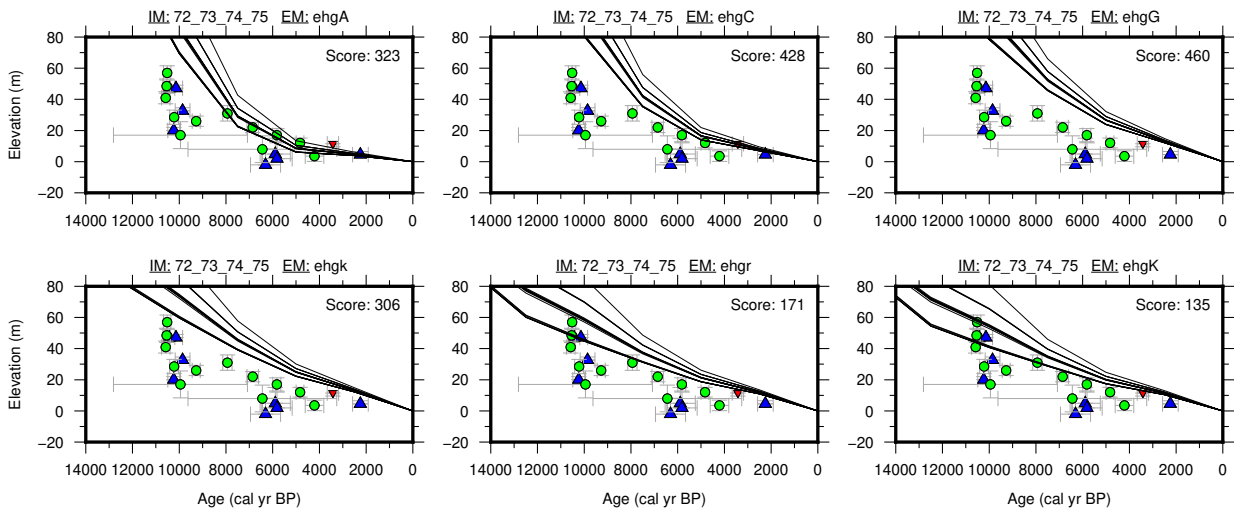 IM: 72_73_74_75 EM: ehgA
IM: 72_73_74_75 EM: ehgC
IM: 72_73_74_75 EM: ehgG
Elevation (m)
80
60
40
20
0
−20
Score: 323
Score: 428
Score: 460
14000 12000 10000 8000 6000 4000 2000 0
14000 12000 10000 8000 6000 4000 2000 0
14000 12000 10000 8000 6000 4000 2000 0
IM: 72_73_74_75 EM: ehgk
IM: 72_73_74_75 EM: ehgr
IM: 72_73_74_75 EM: ehgK
Elevation (m)
80
60
40
20
0
−20
Score: 306
Score: 171
Score: 135
14000 12000 10000 8000 6000 4000 2000 0
14000 12000 10000 8000 6000 4000 2000 0
14000 12000 10000 8000 6000 4000 2000 0
Age (cal yr BP)
Age (cal yr BP)
Age (cal yr BP)